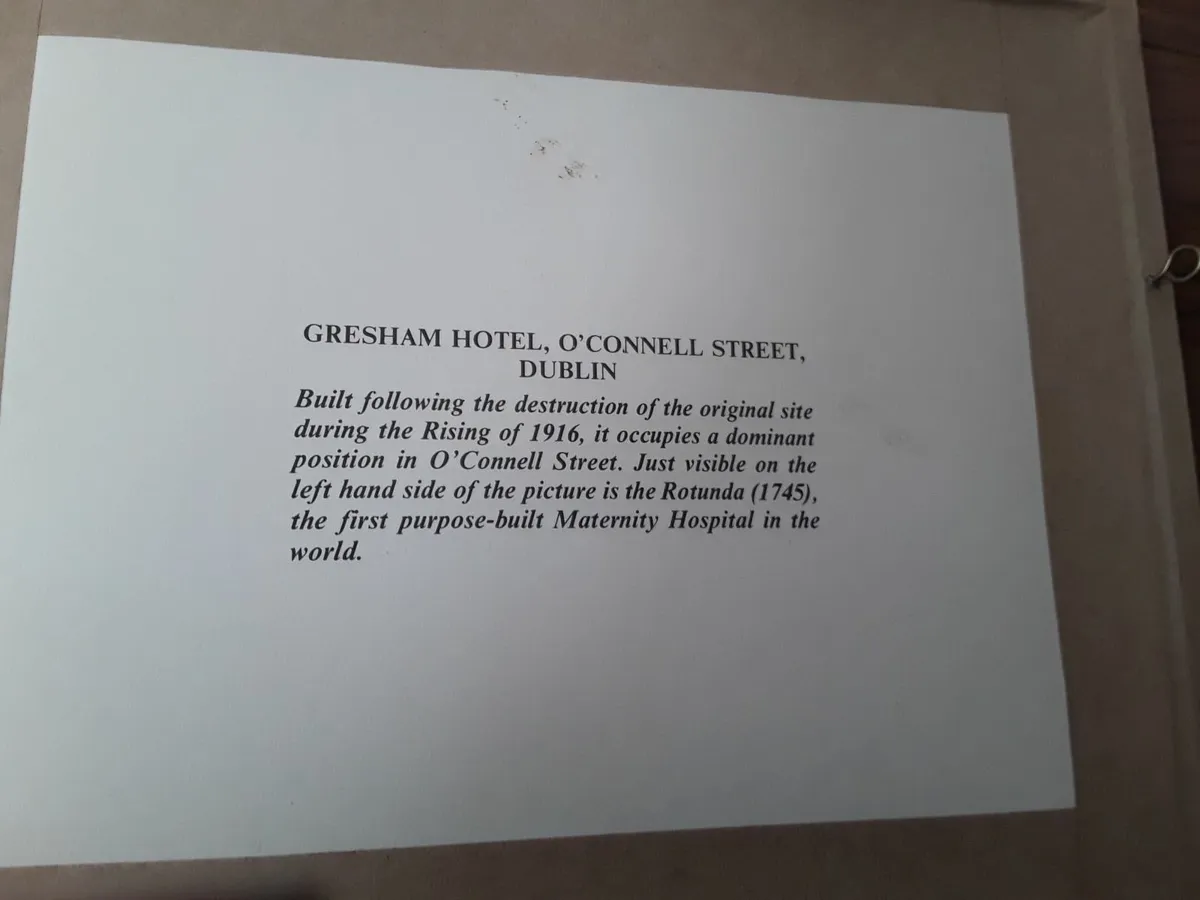 GRESHAM HOTEL, O'CONNELL STREET,
DUBLIN
Built following the destruction of the original site
during the Rising of 1916, it occupies a dominant
position in O'Connell Street. Just visible on the
left hand side of the picture is the Rotunda (1745),
the first purpose-built Maternity Hospital in the
world.